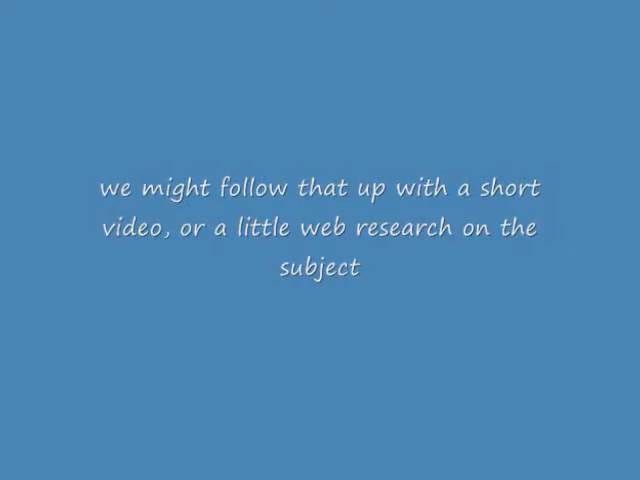 we might follow that up with a short
video, or a little web research on the
subject